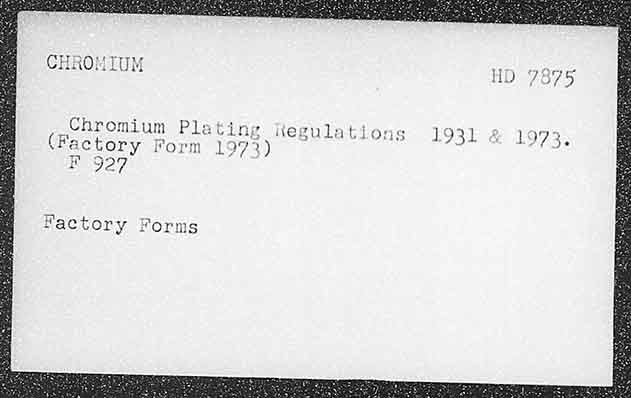 CHROMIUM
HD 7875
Chromium Plating Regulations 1931 & 1973.
(Factory Form 1973)
F 927
Factory Forms